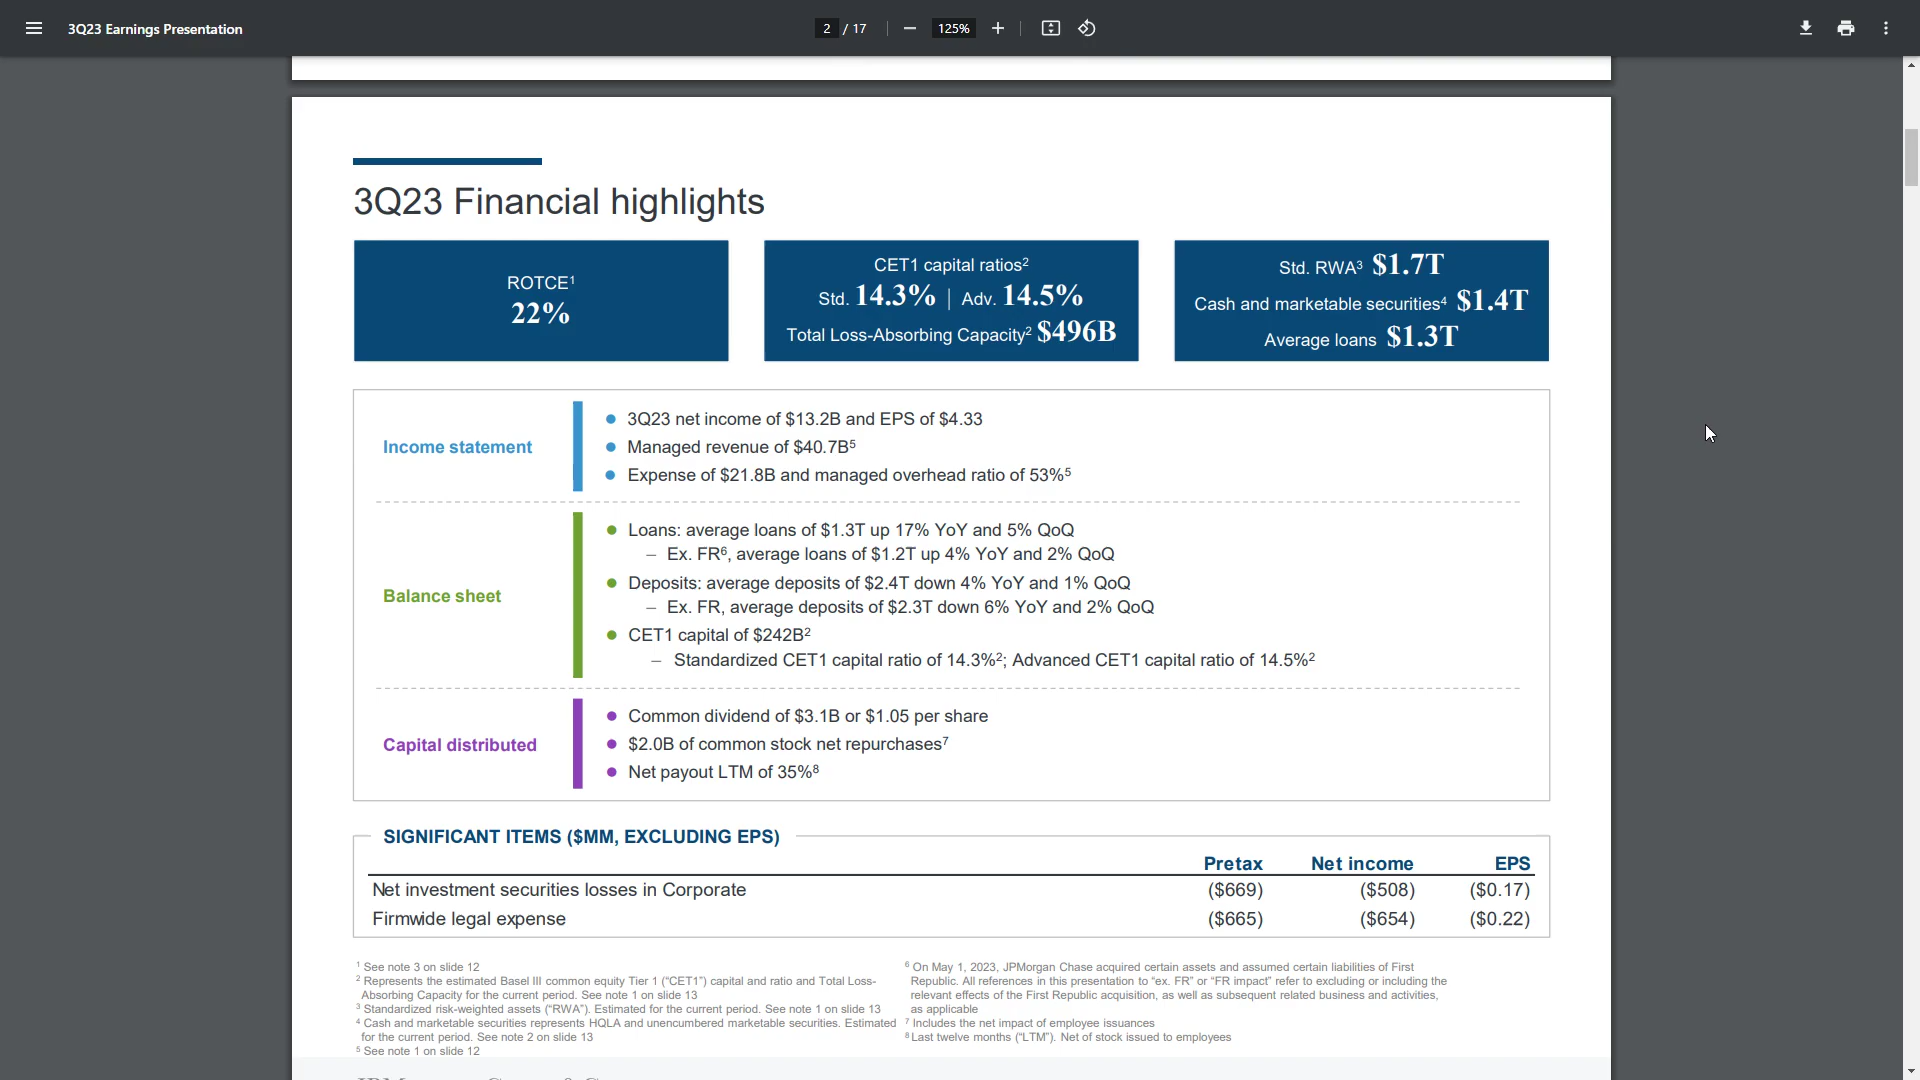 3Q23 Earnings Presentation
2 / 17
125%
3Q23 Financial highlights
ROTCE¹
22%
CET1 capital ratios²
Std. 14.3% | Adv. 14.5%
Total Loss-Absorbing Capacity² $496B
Std. RWA³ $1.7T
Cash and marketable securities⁴ $1.4T
Average loans $1.3T
Income statement
● 3Q23 net income of $13.2B and EPS of $4.33
● Managed revenue of $40.7B⁵
● Expense of $21.8B and managed overhead ratio of 53%⁵
Balance sheet
● Loans: average loans of $1.3T up 17% YoY and 5% QoQ
– Ex. FR⁶, average loans of $1.2T up 4% YoY and 2% QoQ
● Deposits: average deposits of $2.4T down 4% YoY and 1% QoQ
– Ex. FR, average deposits of $2.3T down 6% YoY and 2% QoQ
● CET1 capital of $242B²
– Standardized CET1 capital ratio of 14.3%²; Advanced CET1 capital ratio of 14.5%²
Capital distributed
● Common dividend of $3.1B or $1.05 per share
● $2.0B of common stock net repurchases⁷
● Net payout LTM of 35%⁸
SIGNIFICANT ITEMS ($MM, EXCLUDING EPS)
Pretax Net income EPS
Net investment securities losses in Corporate ($669) ($508) ($0.17)
Firmwide legal expense ($665) ($654) ($0.22)
¹ See note 3 on slide 12
² Represents the estimated Basel III common equity Tier 1 (“CET1”) capital and ratio and Total Loss-
Absorbing Capacity for the current period. See note 1 on slide 13
³ Standardized risk-weighted assets (“RWA”). Estimated for the current period. See note 1 on slide 13
⁴ Cash and marketable securities represents HQLA and unencumbered marketable securities. Estimated
for the current period. See note 2 on slide 13
⁵ See note 1 on slide 12
⁶ On May 1, 2023, JPMorgan Chase acquired certain assets and assumed certain liabilities of First
Republic. All references in this presentation to “ex. FR” or “FR impact” refer to excluding or including the
relevant effects of the First Republic acquisition, as well as subsequent related business and activities,
as applicable
⁷ Includes the net impact of employee issuances
⁸ Last twelve months (“LTM”). Net of stock issued to employees